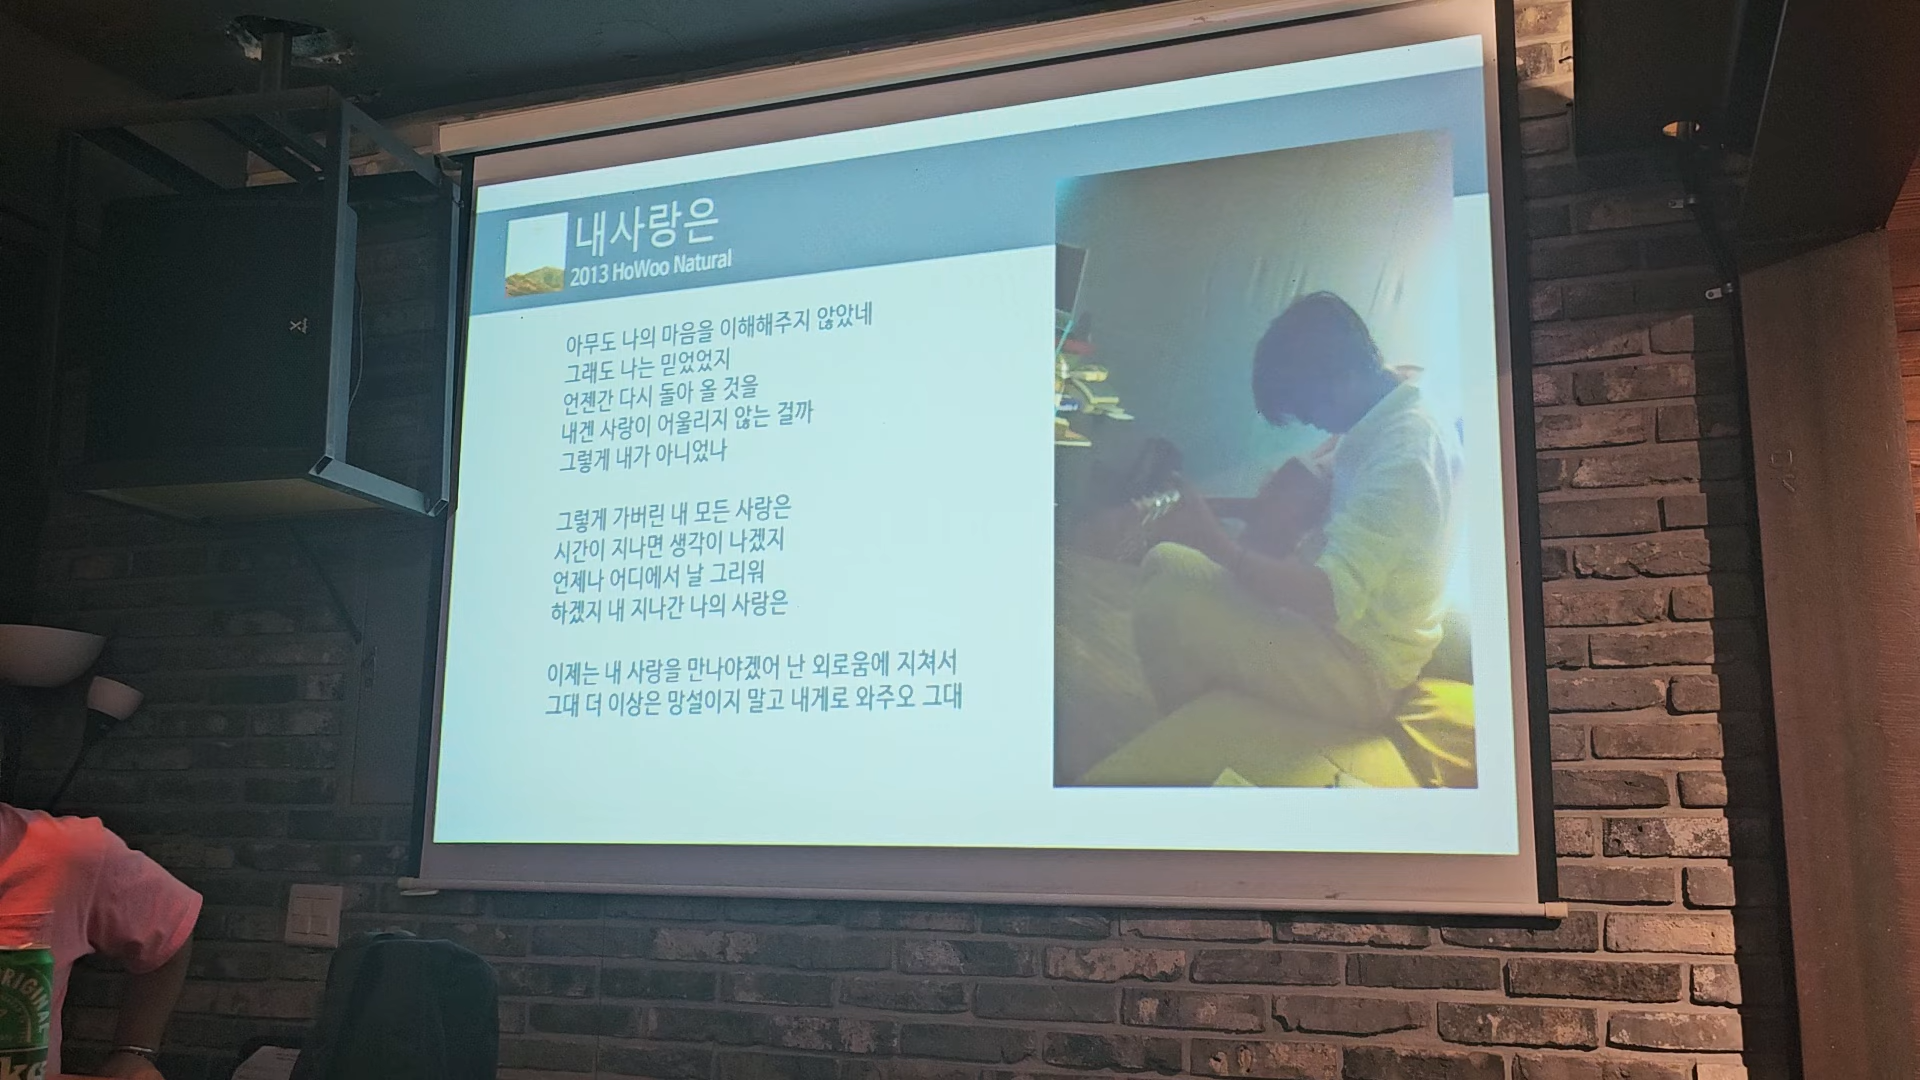 내사랑은
2013 HoWoo Natural
아무도 나의 마음을 이해해주지 않았네
그래도 나는 믿었었지
언젠간 다시 돌아 올 것을
내겐 사랑이 어울리지 않는 걸까
그렇게 내가 아니었나
그렇게 가버린 내 모든 사랑은
시간이 지나면 생각이 나겠지
언제나 어디에서 날 그리워
하겠지 내 지나간 나의 사랑은
이제는 내 사랑을 만나야겠어 난 외로움에 지쳐서
그대 더 이상은 망설이지 말고 내게로 와주오 그대